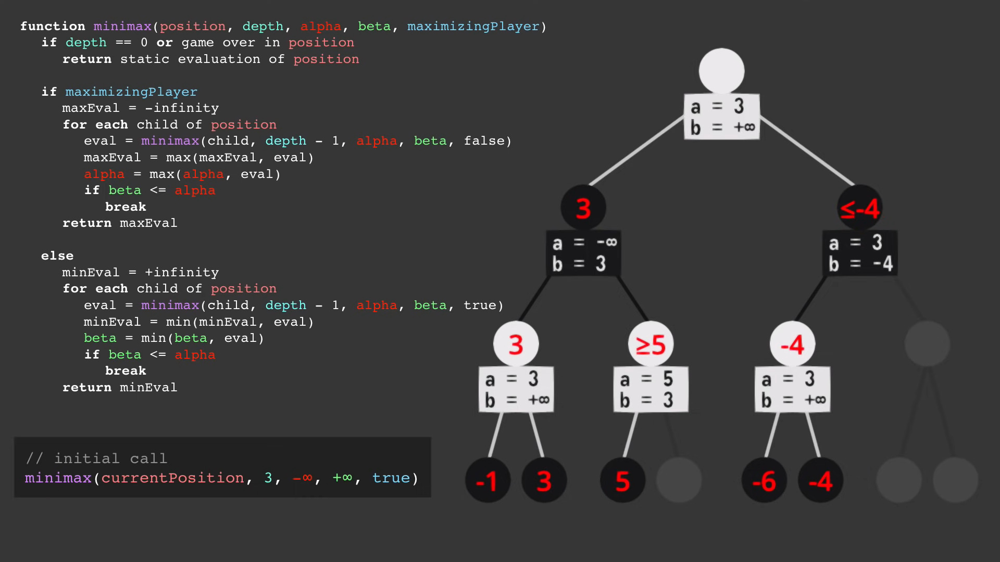 function minimax(position, depth, alpha, beta, maximizingPlayer)
if depth == 0 or game over in position
return static evaluation of position
if maximizingPlayer
maxEval = -infinity
for each child of position
eval = minimax(child, depth - 1, alpha, beta, false)
maxEval = max(maxEval, eval)
alpha = max(alpha, eval)
if beta <= alpha
break
return maxEval
else
minEval = +infinity
for each child of position
eval = minimax(child, depth - 1, alpha, beta, true)
minEval = min(minEval, eval)
beta = min(beta, eval)
if beta <= alpha
break
return minEval
// initial call
minimax(currentPosition, 3, -∞, +∞, true)
a = 3
b = +∞
3
a = -∞
b = 3
≤-4
a = 3
b = -4
3
a = 3
b = +∞
≥5
a = 5
b = 3
-4
a = 3
b = +∞
-1
3
5
-6
-4